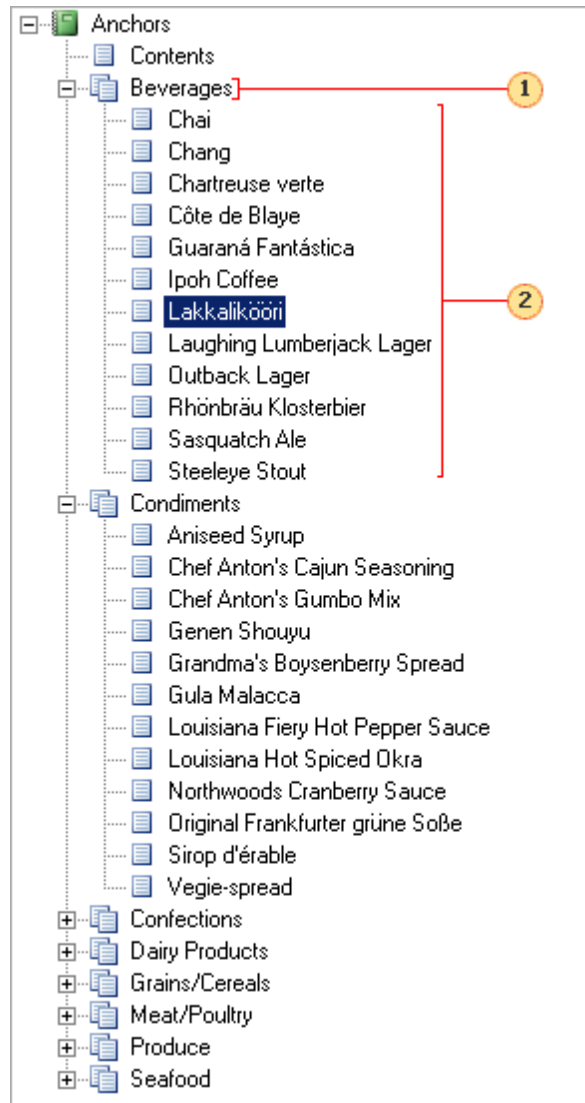 Anchors
Contents
Beverages 1
Chai
Chang
Chartreuse verte
Côte de Blaye
Guaraná Fantástica
Ipoh Coffee
Lakkalikööri 2
Laughing Lumberjack Lager
Outback Lager
Rhönbräu Klosterbier
Sasquatch Ale
Steeleye Stout
Condiments
Aniseed Syrup
Chef Anton's Cajun Seasoning
Chef Anton's Gumbo Mix
Genen Shouyu
Grandma's Boysenberry Spread
Gula Malacca
Louisiana Fiery Hot Pepper Sauce
Louisiana Hot Spiced Okra
Northwoods Cranberry Sauce
Original Frankfurter grüne Soße
Sirop d'érable
Vegie-spread
Confections
Dairy Products
Grains/Cereals
Meat/Poultry
Produce
Seafood